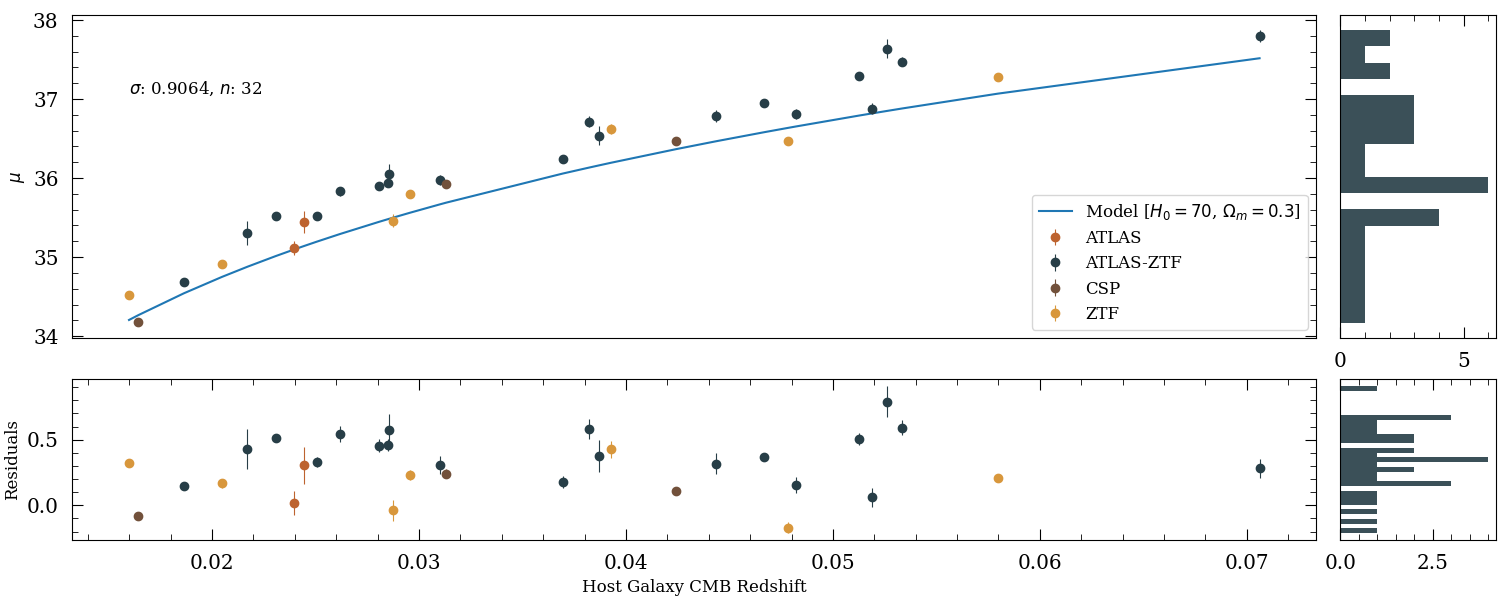 38
37
36
35
34
μ
σ: 0.9064, n: 32
Model [H₀ = 70, Ωₘ = 0.3]
ATLAS
ATLAS-ZTF
CSP
ZTF
0 5
0.5
0.0
Residuals
0.02 0.03 0.04 0.05 0.06 0.07
0.0 2.5
Host Galaxy CMB Redshift